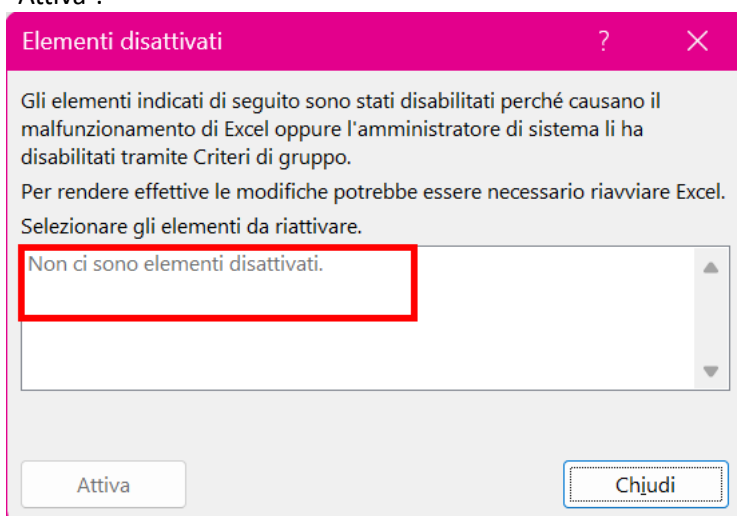 "Attiva".
Elementi disattivati ?
Gli elementi indicati di seguito sono stati disabilitati perché causano il
malfunzionamento di Excel oppure l'amministratore di sistema li ha
disabilitati tramite Criteri di gruppo.
Per rendere effettive le modifiche potrebbe essere necessario riavviare Excel.
Selezionare gli elementi da riattivare.
Non ci sono elementi disattivati.
Attiva
Chiudi